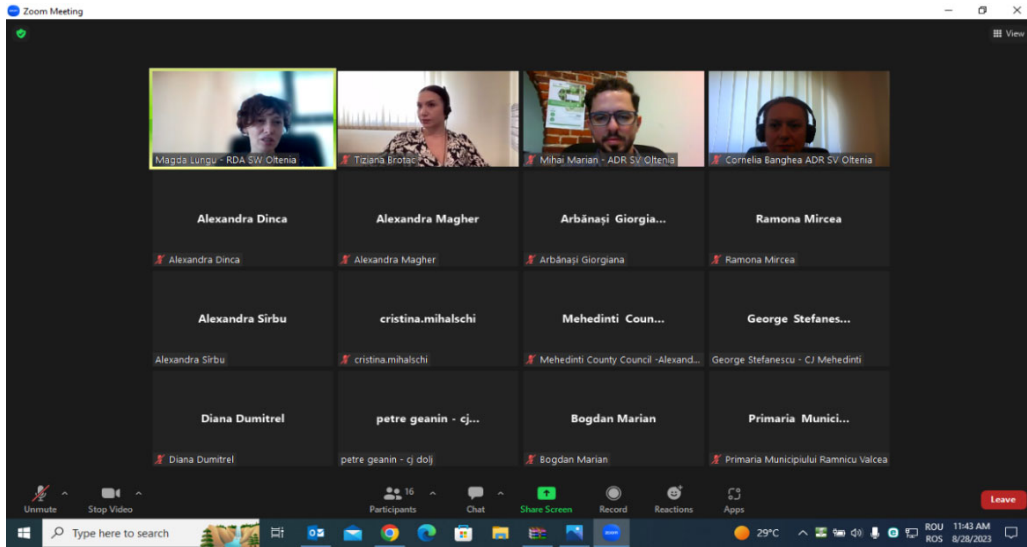 Zoom Meeting
View
Magda Lungu - RDA SW Oltenia
Tiziana Brotac
Mihai Marian - ADR SV Oltenia
Cornelia Banghea ADR SV Oltenia
Alexandra Dinca
Alexandra Magher
Arbănași Giorgia...
Ramona Mircea
Alexandra Dinca
Alexandra Magher
Arbănași Giorgiana
Ramona Mircea
Alexandra Sîrbu
cristina.mihalschi
Mehedinti Coun...
George Stefanes...
Alexandra Sîrbu
cristina.mihalschi
Mehedinti County Council -Alexand...
George Stefanescu - CJ Mehedinti
Diana Dumitrel
petre geanin - cj...
Bogdan Marian
Primaria Munici...
Diana Dumitrel
petre geanin - cj dolj
Bogdan Marian
Primaria Municipiului Ramnicu Valcea
Unmute
Stop Video
16
Participants
Chat
Share Screen
Record
Reactions
Apps
Leave
Type here to search
29°C
ROU
ROS
11:43 AM
8/28/2023